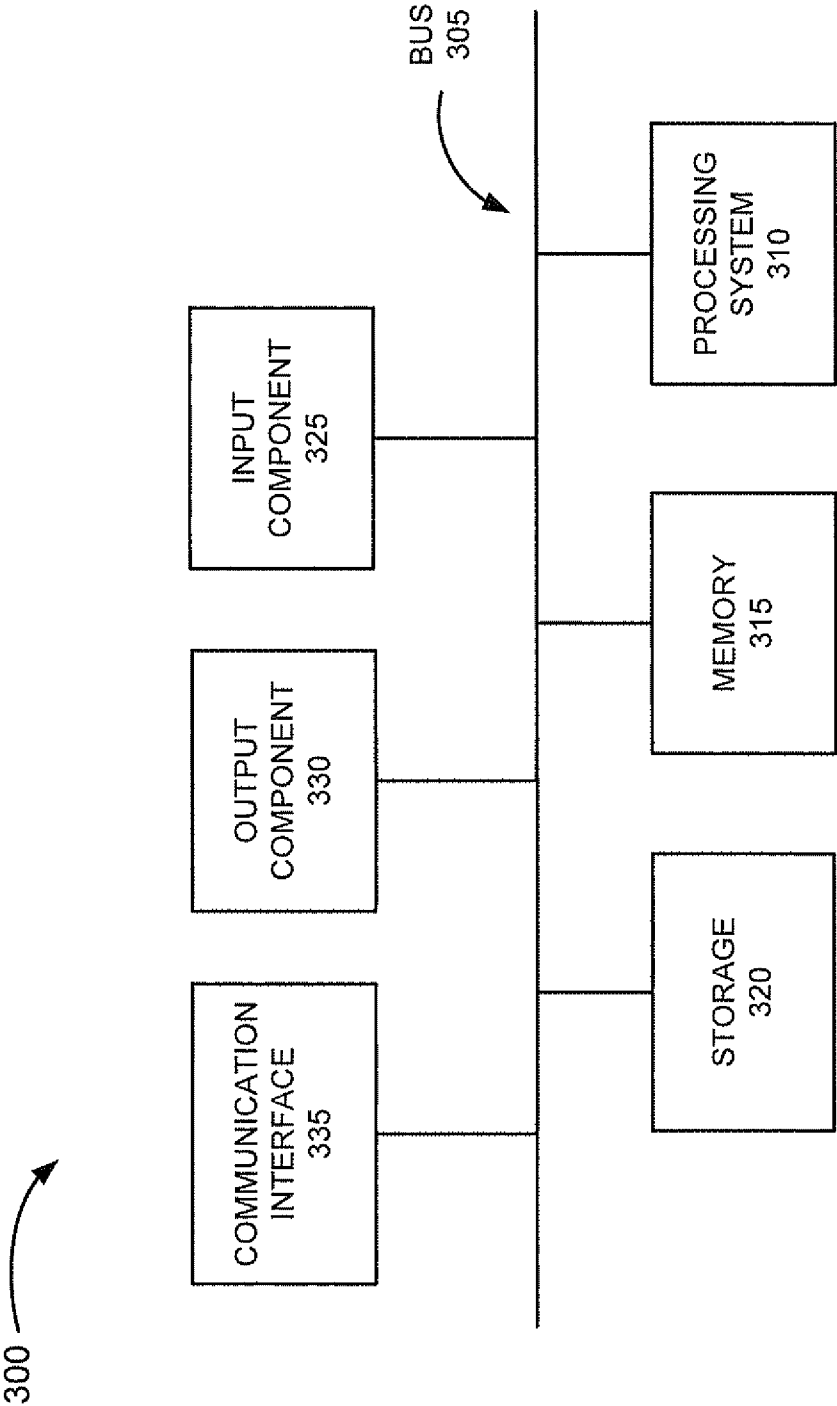 300
COMMUNICATION
INTERFACE
335
OUTPUT
COMPONENT
330
INPUT
COMPONENT
325
BUS
305
STORAGE
320
MEMORY
315
PROCESSING
SYSTEM
310